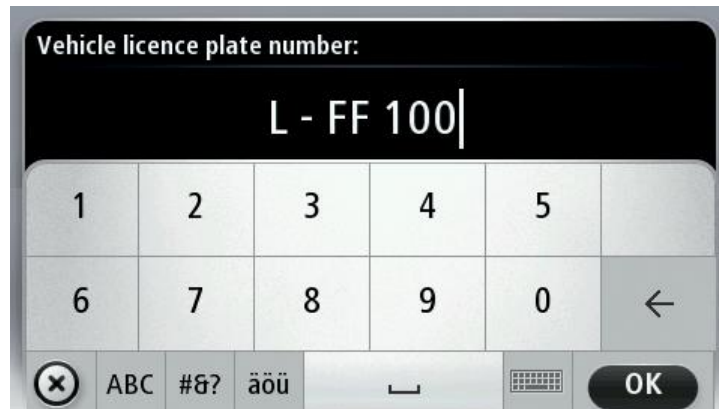 Vehicle licence plate number:
L - FF 100
1 2 3 4 5
6 7 8 9 0 ←
ABC #&? äöü OK